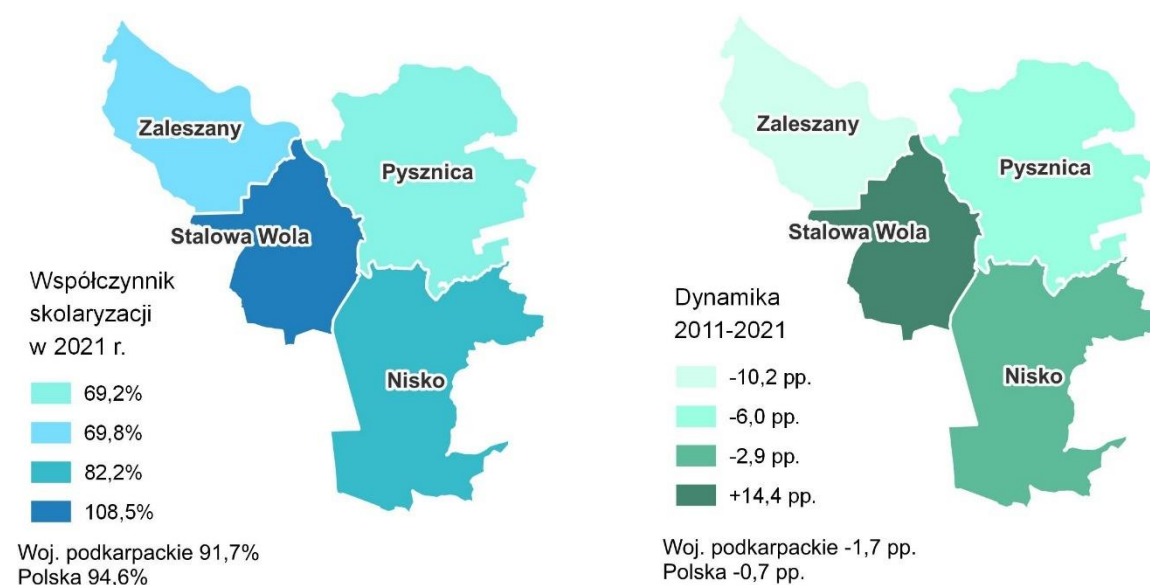 Zaleszany
Pysznica
Stalowa Wola
Nisko
Współczynnik
skolaryzacji
w 2021 r.
69,2%
69,8%
82,2%
108,5%
Woj. podkarpackie 91,7%
Polska 94,6%
Zaleszany
Pysznica
Stalowa Wola
Nisko
Dynamika
2011-2021
-10,2 pp.
-6,0 pp.
-2,9 pp.
+14,4 pp.
Woj. podkarpackie -1,7 pp.
Polska -0,7 pp.